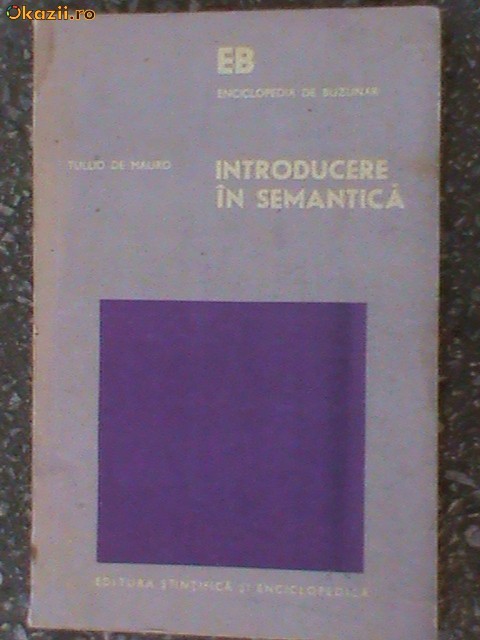 Okazii.ro
EB
ENCICLOPEDIA DE BUZUNAR
TULLIO DE MAURO
INTRODUCERE
ÎN SEMANTICĂ
EDITURA ȘTIINȚIFICĂ ȘI ENCICLOPEDICĂ